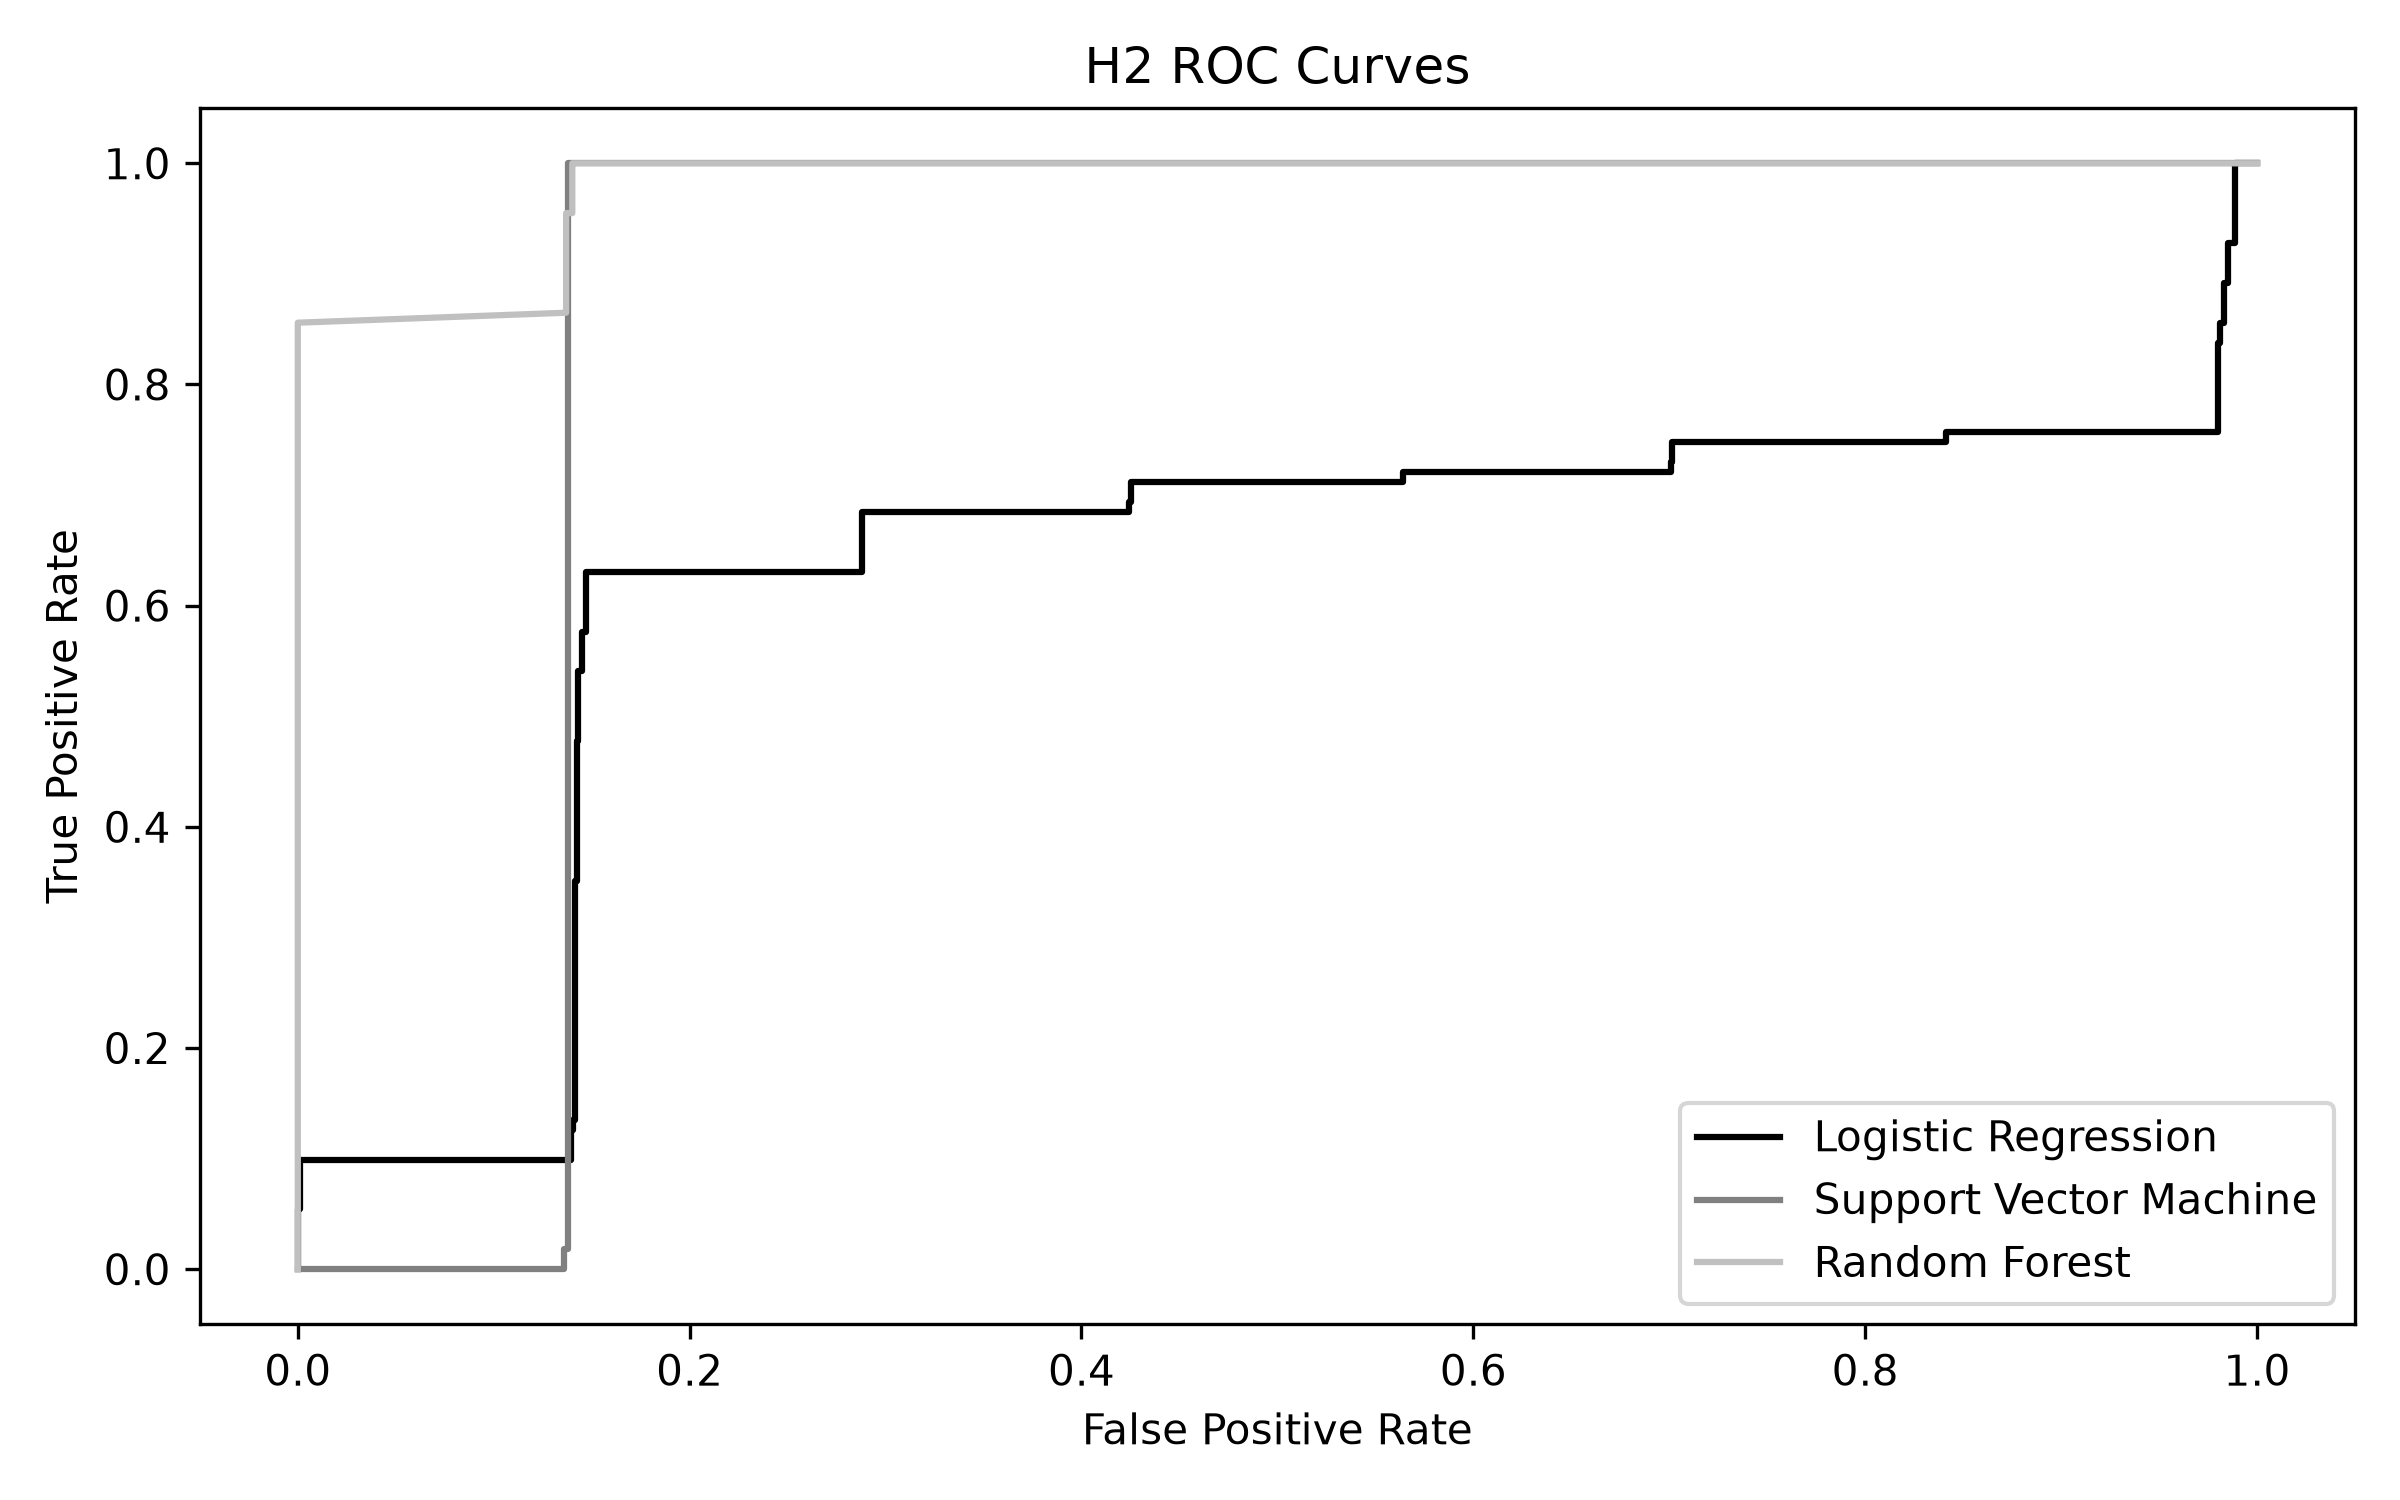 H2 ROC Curves
True Positive Rate
1.0
0.8
0.6
0.4
0.2
0.0
Logistic Regression
Support Vector Machine
Random Forest
0.0 0.2 0.4 0.6 0.8 1.0
False Positive Rate